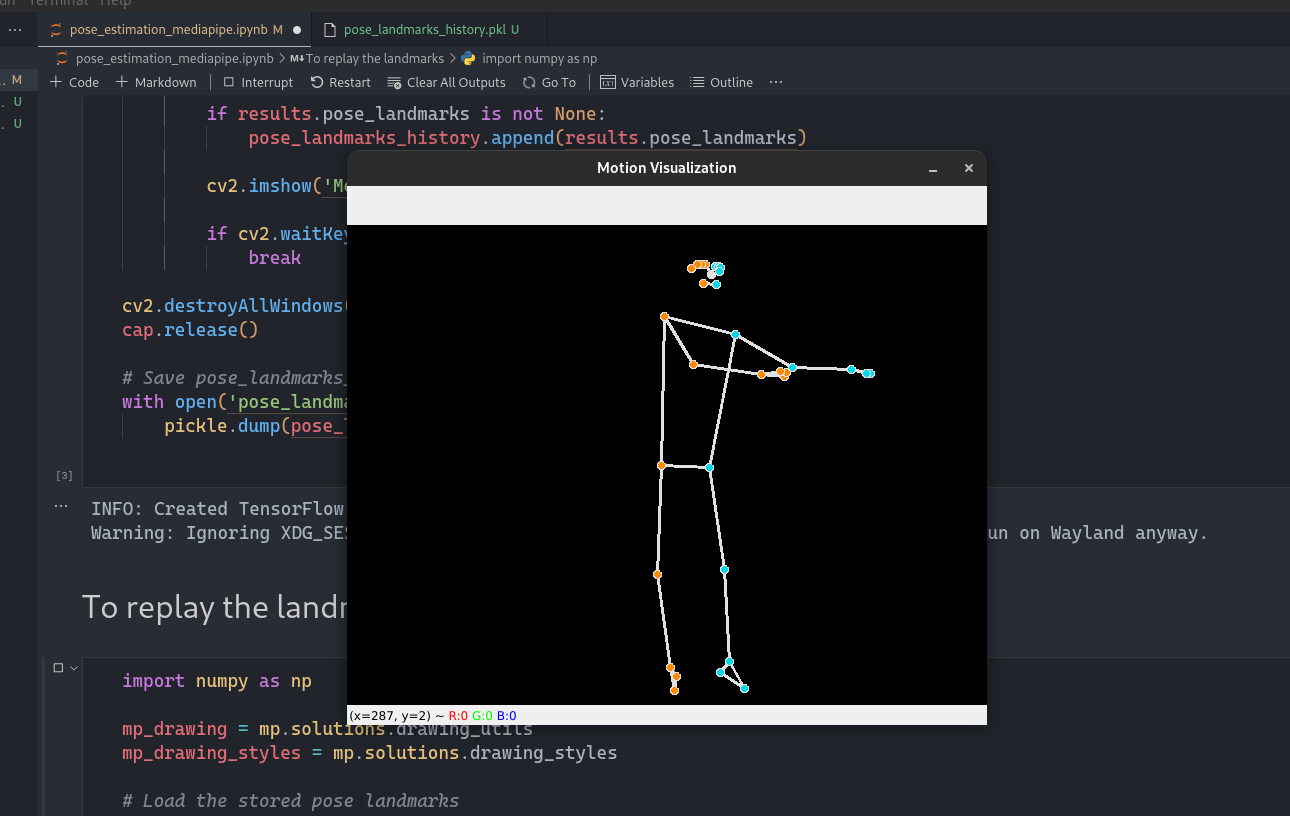 Terminal Help
pose_estimation_mediapipe.ipynb M
pose_landmarks_history.pkl U
pose_estimation_mediapipe.ipynb > M↓To replay the landmarks > import numpy as np
M
+ Code + Markdown Interrupt Restart Clear All Outputs Go To Variables Outline ...
U
U
if results.pose_landmarks is not None:
pose_landmarks_history.append(results.pose_landmarks)
Motion Visualization
cv2.imshow(
if cv2.waitKey
break
cv2.destroyAllWindows(
cap.release()
# Save pose_landmarks_
with open('pose_landma
pickle.dump(pose_l
[3]
... INFO: Created TensorFlow
Warning: Ignoring XDG_SES un on Wayland anyway.
To replay the landm
import numpy as np
(x=287, y=2) ~ R:0 G:0 B:0
mp_drawing = mp.solutions.drawing_utils
mp_drawing_styles = mp.solutions.drawing_styles
# Load the stored pose landmarks